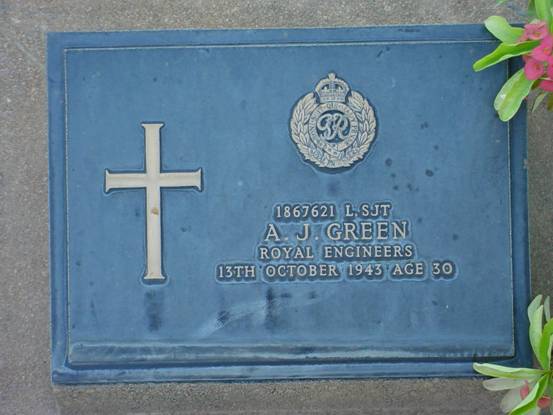 1867621 L.SJT
A. J. GREEN
ROYAL ENGINEERS
13TH OCTOBER 1943 AGE 30